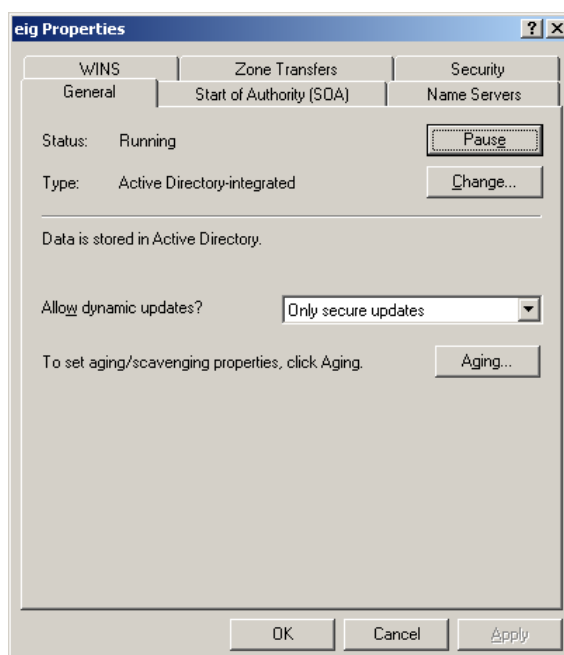 eig Properties
WINS Zone Transfers Security
General Start of Authority (SOA) Name Servers
Status: Running Pause
Type: Active Directory-integrated Change...
Data is stored in Active Directory.
Allow dynamic updates? Only secure updates
To set aging/scavenging properties, click Aging. Aging...
OK Cancel Apply